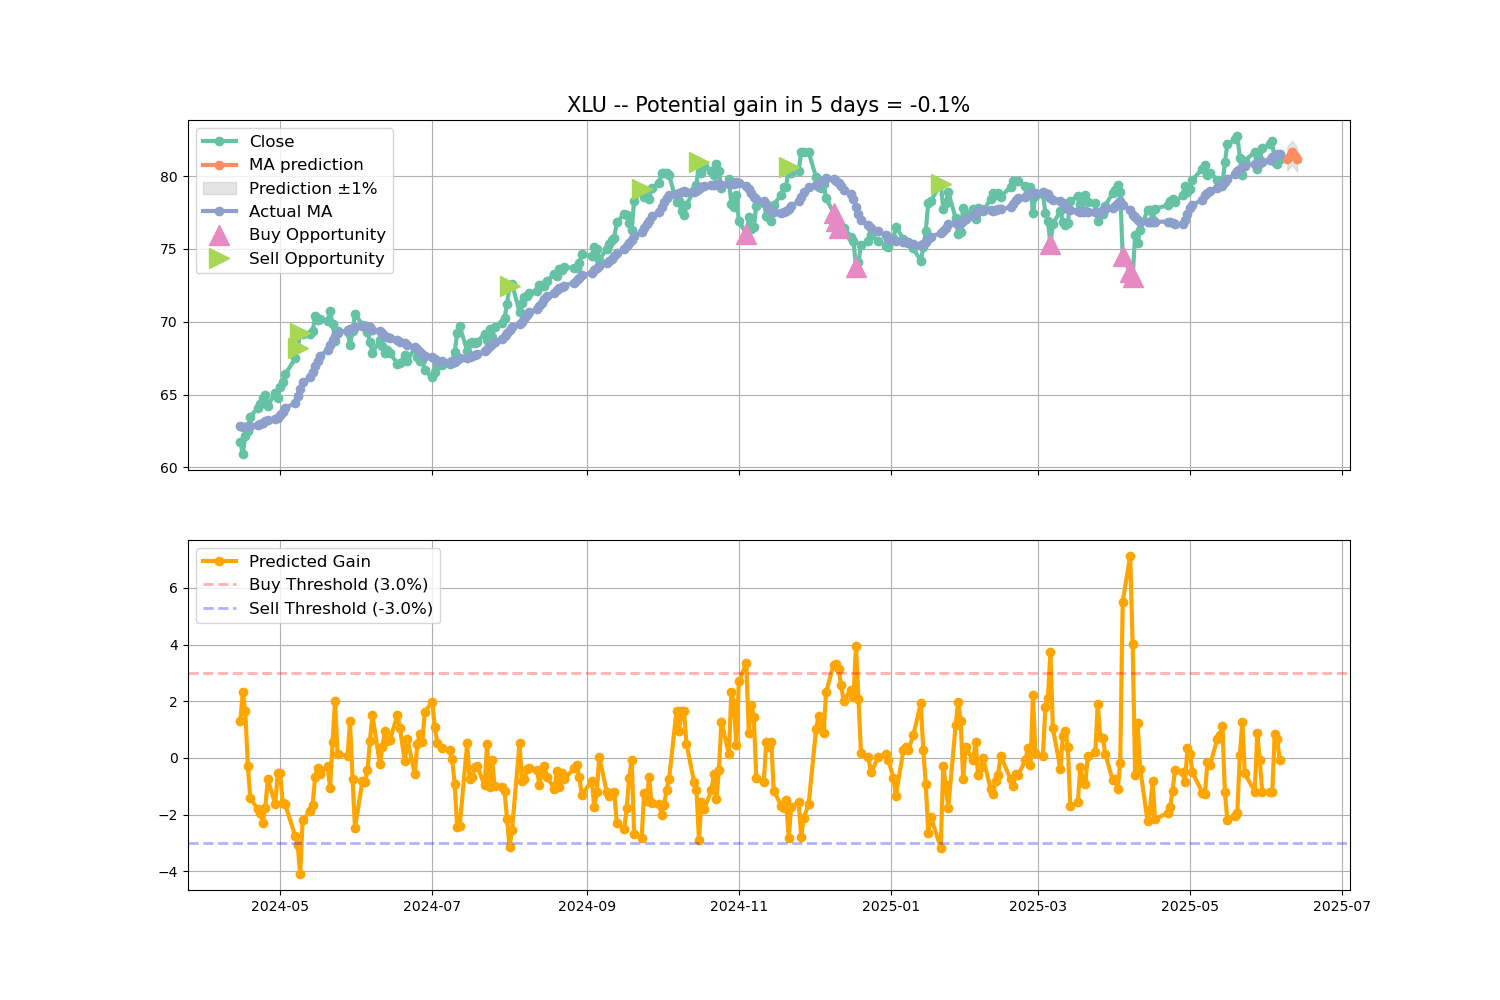 XLU -- Potential gain in 5 days = -0.1%
Close
MA prediction
Prediction ±1%
Actual MA
Buy Opportunity
Sell Opportunity
80
75
70
65
60
Predicted Gain
Buy Threshold (3.0%)
Sell Threshold (-3.0%)
6
4
2
0
−2
−4
2024-05 2024-07 2024-09 2024-11 2025-01 2025-03 2025-05 2025-07